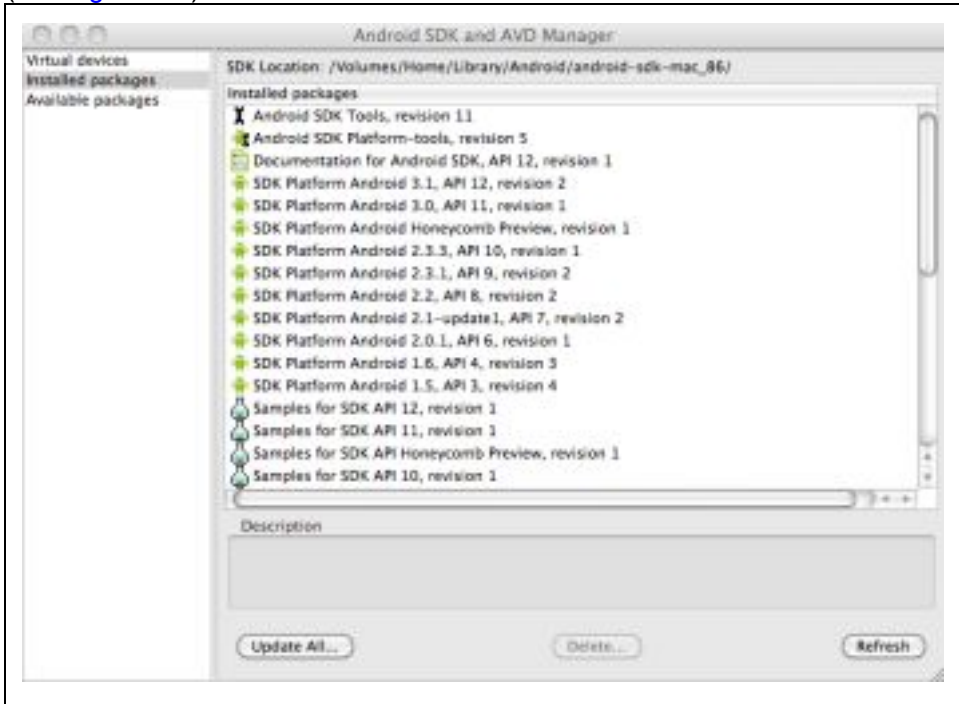 Android SDK and AVD Manager
Virtual devices
Installed packages
Available packages
SDK Location: /Volumes/Home/Library/Android/android-sdk-mac_86/
Installed packages
Android SDK Tools, revision 11
Android SDK Platform-tools, revision 5
Documentation for Android SDK, API 12, revision 1
SDK Platform Android 3.1, API 12, revision 2
SDK Platform Android 3.0, API 11, revision 1
SDK Platform Android Honeycomb Preview, revision 1
SDK Platform Android 2.3.3, API 10, revision 1
SDK Platform Android 2.3.1, API 9, revision 2
SDK Platform Android 2.2, API 8, revision 2
SDK Platform Android 2.1-update1, API 7, revision 2
SDK Platform Android 2.0.1, API 6, revision 1
SDK Platform Android 1.6, API 4, revision 3
SDK Platform Android 1.5, API 3, revision 4
Samples for SDK API 12, revision 1
Samples for SDK API 11, revision 1
Samples for SDK API Honeycomb Preview, revision 1
Samples for SDK API 10, revision 1
Description
Update All...
Delete...
Refresh